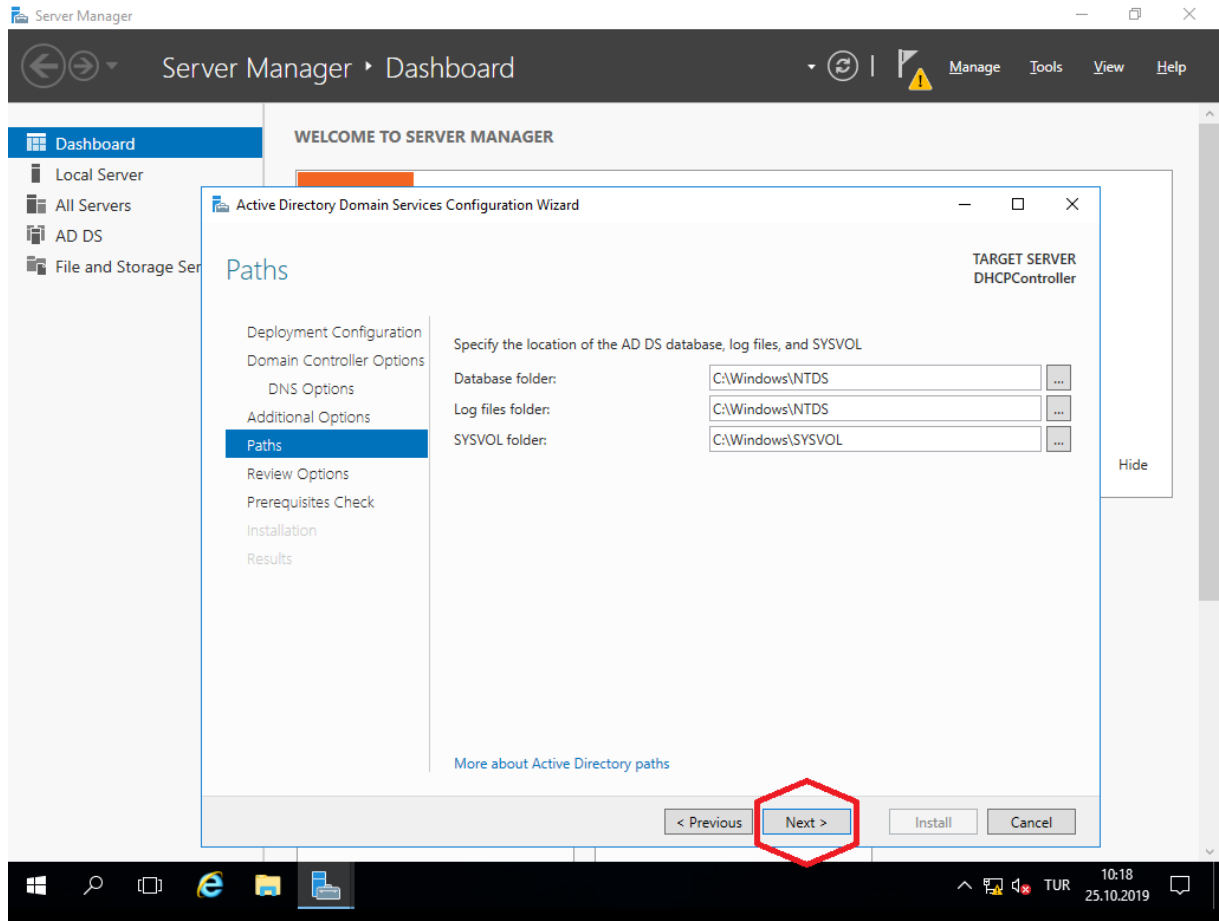 Server Manager
Server Manager ‣ Dashboard
Manage Tools View Help
Dashboard
Local Server
All Servers
AD DS
File and Storage Ser
WELCOME TO SERVER MANAGER
Active Directory Domain Services Configuration Wizard
Paths
TARGET SERVER
DHCPController
Deployment Configuration
Domain Controller Options
DNS Options
Additional Options
Paths
Review Options
Prerequisites Check
Installation
Results
Specify the location of the AD DS database, log files, and SYSVOL
Database folder: C:\Windows\NTDS ...
Log files folder: C:\Windows\NTDS ...
SYSVOL folder: C:\Windows\SYSVOL ...
More about Active Directory paths
Hide
< Previous Next > Install Cancel
TUR
10:18
25.10.2019